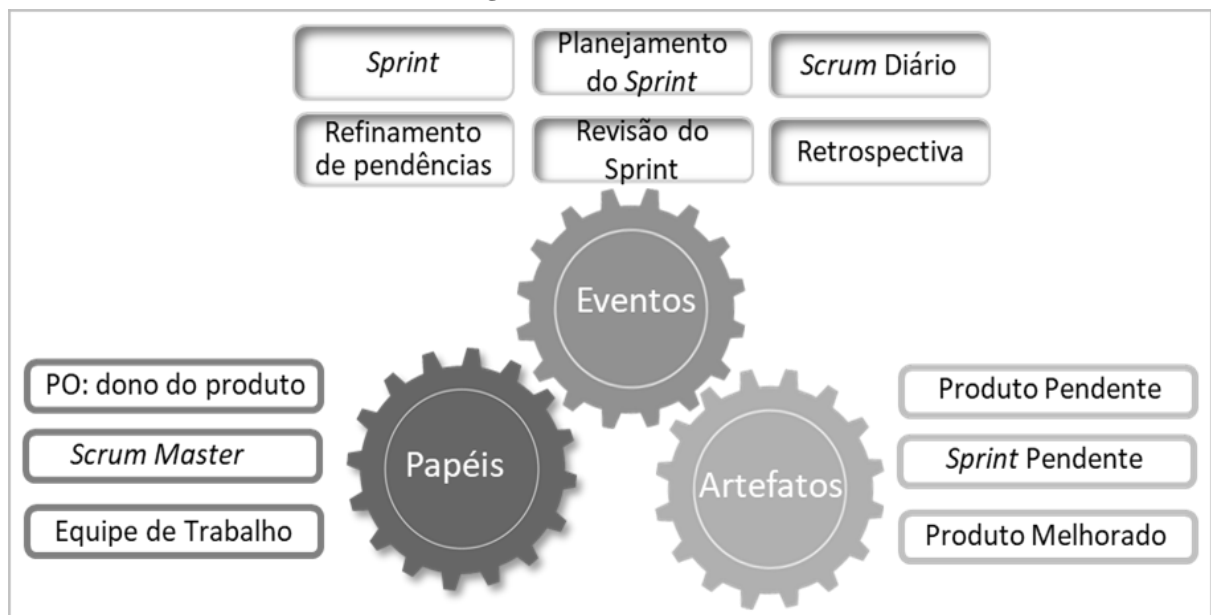 Sprint
Planejamento
do Sprint
Scrum Diário
Refinamento
de pendências
Revisão do
Sprint
Retrospectiva
Eventos
PO: dono do produto
Scrum Master
Equipe de Trabalho
Papéis
Artefatos
Produto Pendente
Sprint Pendente
Produto Melhorado